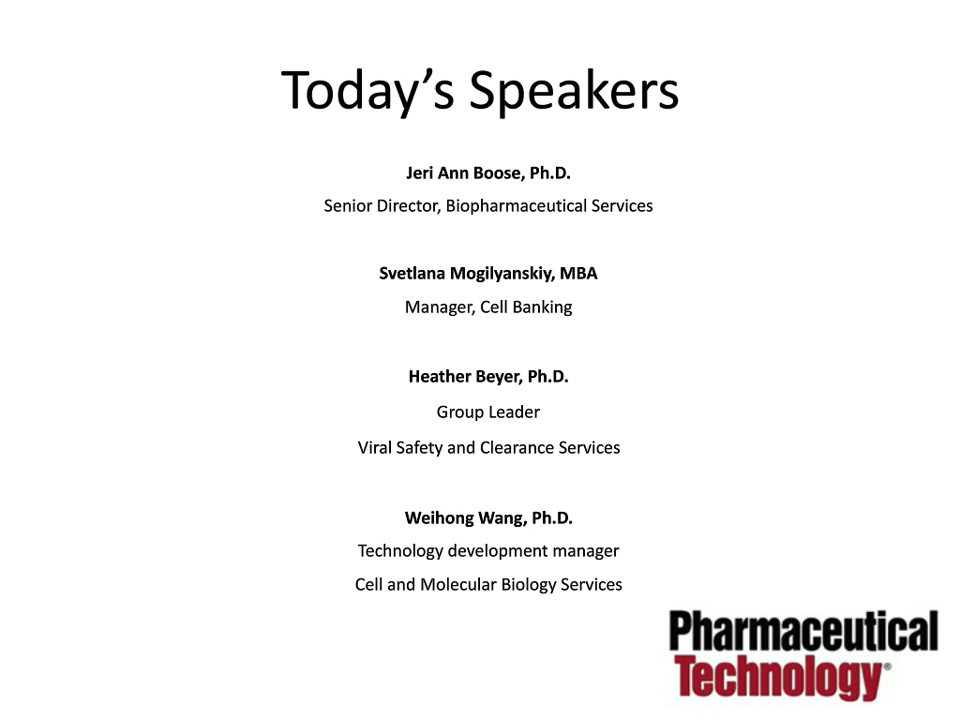 Today’s Speakers
Jeri Ann Boose, Ph.D.
Senior Director, Biopharmaceutical Services
Svetlana Mogilyanskiy, MBA
Manager, Cell Banking
Heather Beyer, Ph.D.
Group Leader
Viral Safety and Clearance Services
Weihong Wang, Ph.D.
Technology development manager
Cell and Molecular Biology Services
Pharmaceutical
Technology®